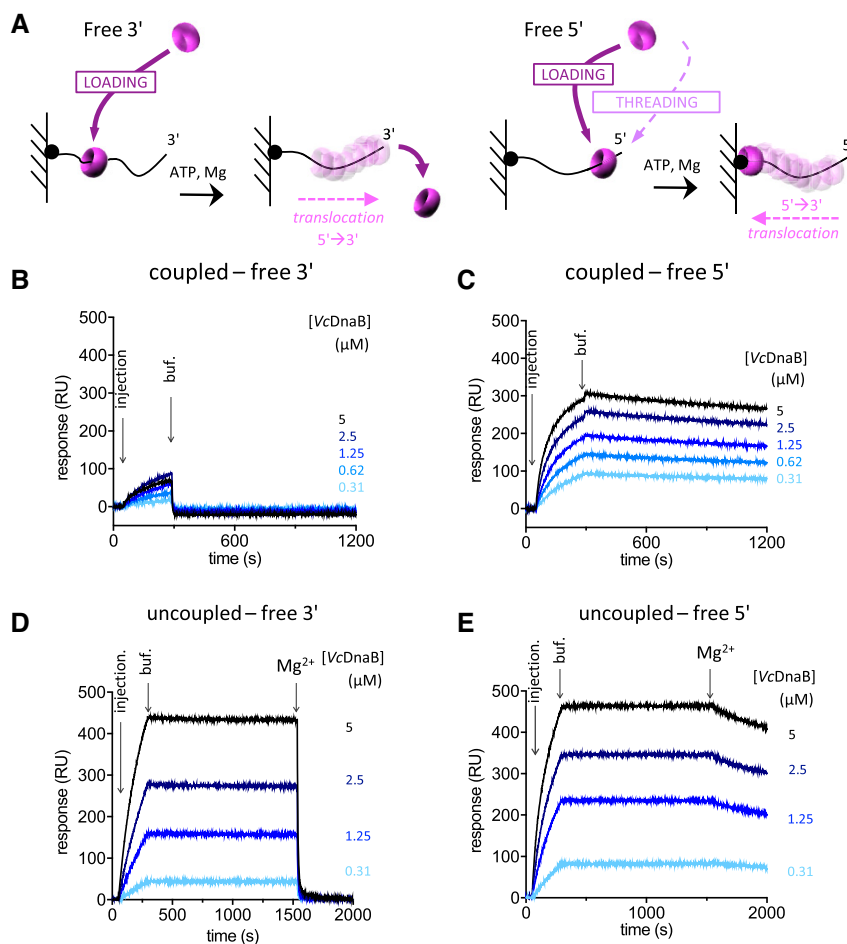 A
Free 3'
LOADING
3'
ATP, Mg
3'
translocation
5'→3'
Free 5'
LOADING
THREADING
5'
ATP, Mg
5'
5'→3'
translocation
B
coupled – free 3'
500
400
300
200
100
0
response (RU)
injection
buf.
[VcDnaB]
(μM)
5
2.5
1.25
0.62
0.31
0
600
1200
time (s)
C
coupled – free 5'
500
400
300
200
100
0
response (RU)
injection
buf.
[VcDnaB]
(μM)
5
2.5
1.25
0.62
0.31
0
600
1200
time (s)
D
uncoupled – free 3'
500
400
300
200
100
0
response (RU)
injection.
buf.
Mg2+
[VcDnaB]
(μM)
5
2.5
1.25
0.31
0
500
1000
1500
2000
time (s)
E
uncoupled – free 5'
500
400
300
200
100
0
response (RU)
injection.
buf.
Mg2+
[VcDnaB]
(μM)
5
2.5
1.25
0.31
0
1000
2000
time (s)